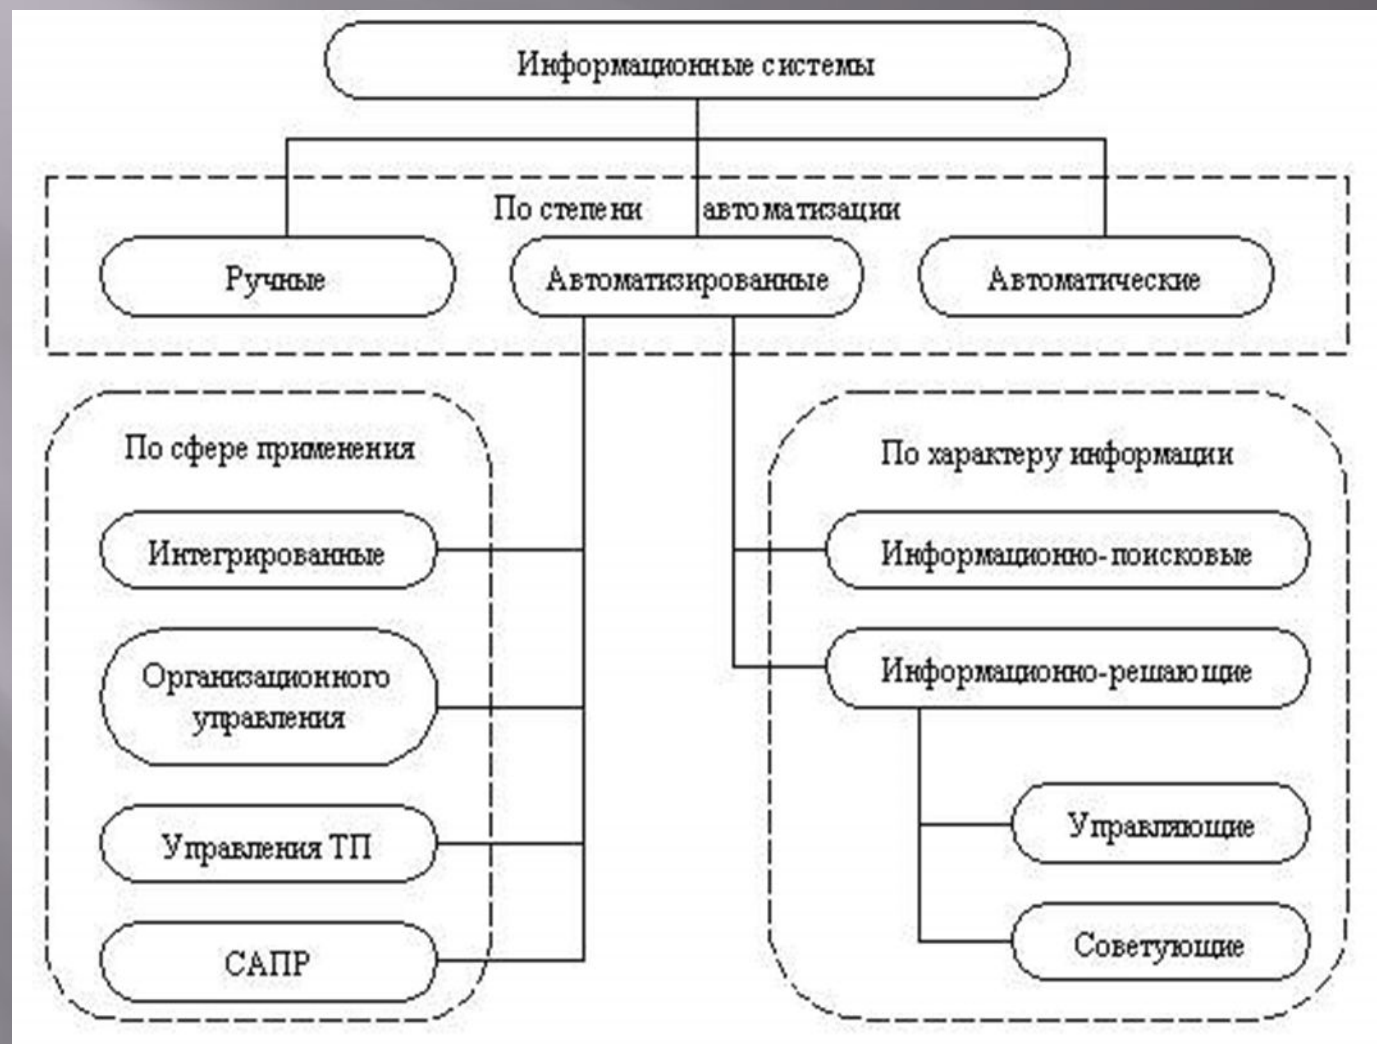 Информационные системы
По степени автоматизации
Ручные
Автоматизированные
Автоматические
По сфере применения
Интегрированные
Организационного
управления
Управления ТП
САПР
По характеру информации
Информационно-поисковые
Информационно-решающие
Управляющие
Советующие